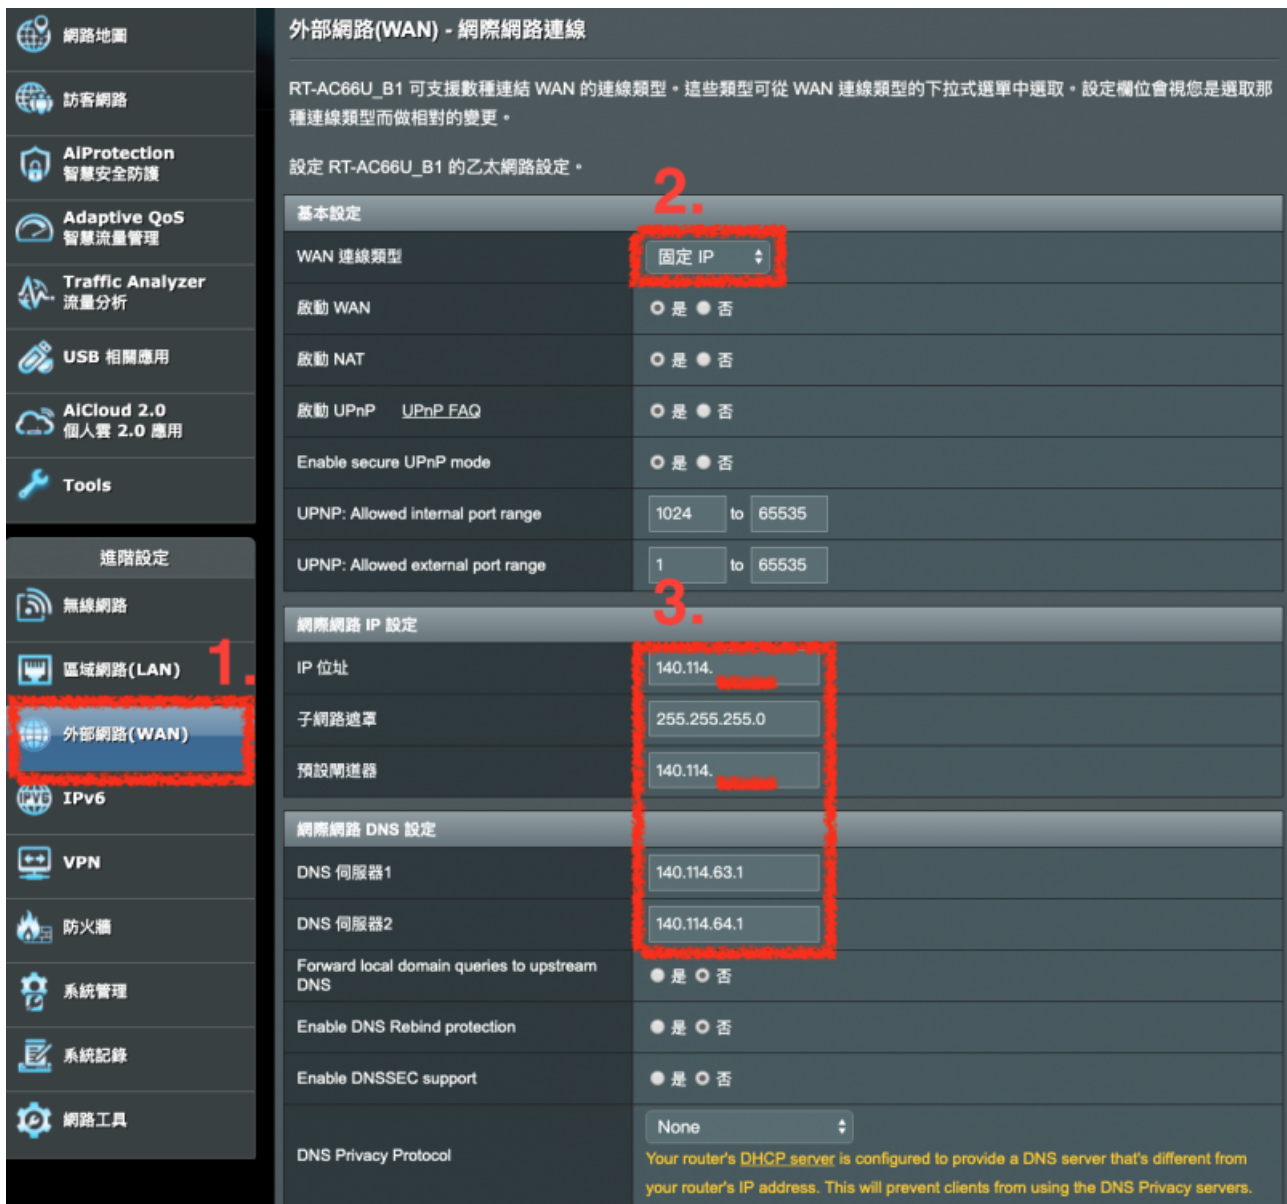 網路地圖
訪客網路
AiProtection
智慧安全防護
Adaptive QoS
智慧流量管理
Traffic Analyzer
流量分析
USB 相關應用
AiCloud 2.0
個人雲 2.0 應用
Tools
進階設定
無線網路
區域網路(LAN)
1.
外部網路(WAN)
IPv6
VPN
防火牆
系統管理
系統記錄
網路工具
外部網路(WAN) - 網際網路連線
RT-AC66U_B1 可支援數種連結 WAN 的連線類型。這些類型可從 WAN 連線類型的下拉式選單中選取。設定欄位會視您是選取那
種連線類型而做相對的變更。
設定 RT-AC66U_B1 的乙太網路設定。
2.
基本設定
WAN 連線類型 固定 IP
啟動 WAN 是 否
啟動 NAT 是 否
啟動 UPnP UPnP FAQ 是 否
Enable secure UPnP mode 是 否
UPNP: Allowed internal port range 1024 to 65535
UPNP: Allowed external port range 1 to 65535
3.
網際網路 IP 設定
IP 位址 140.114.
子網路遮罩 255.255.255.0
預設閘道器 140.114.
網際網路 DNS 設定
DNS 伺服器1 140.114.63.1
DNS 伺服器2 140.114.64.1
Forward local domain queries to upstream
DNS 是 否
Enable DNS Rebind protection 是 否
Enable DNSSEC support 是 否
DNS Privacy Protocol None
Your router's DHCP server is configured to provide a DNS server that's different from
your router's IP address. This will prevent clients from using the DNS Privacy servers.